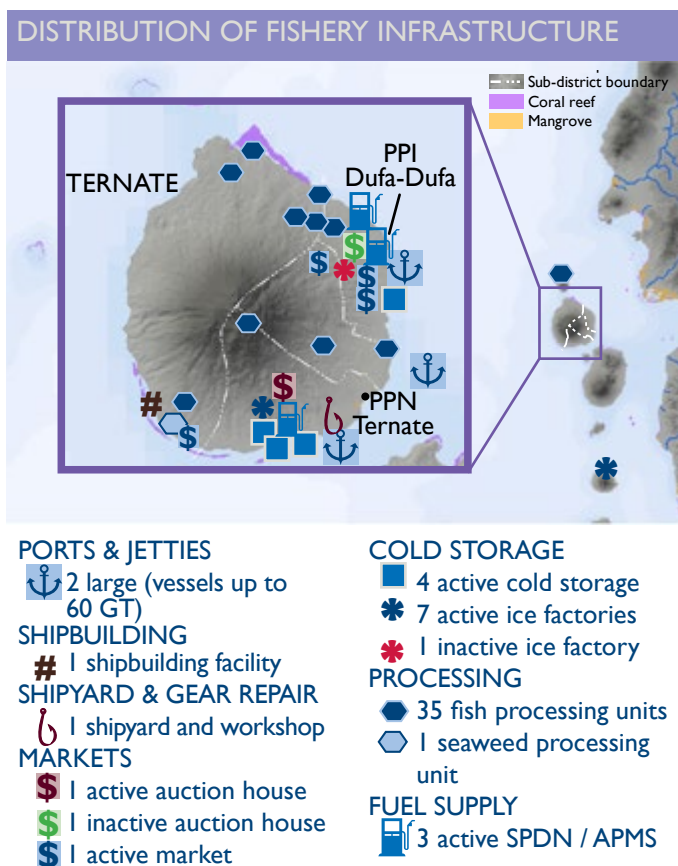 DISTRIBUTION OF FISHERY INFRASTRUCTURE
Sub-district boundary
Coral reef
Mangrove
TERNATE
PPI
Dufa-Dufa
$
$
$
$
#
$
$
PPN
Ternate
PORTS & JETTIES
2 large (vessels up to
60 GT)
SHIPBUILDING
# 1 shipbuilding facility
SHIPYARD & GEAR REPAIR
1 shipyard and workshop
MARKETS
$ 1 active auction house
$ 1 inactive auction house
$ 1 active market
COLD STORAGE
4 active cold storage
7 active ice factories
1 inactive ice factory
PROCESSING
35 fish processing units
1 seaweed processing
unit
FUEL SUPPLY
3 active SPDN / APMS